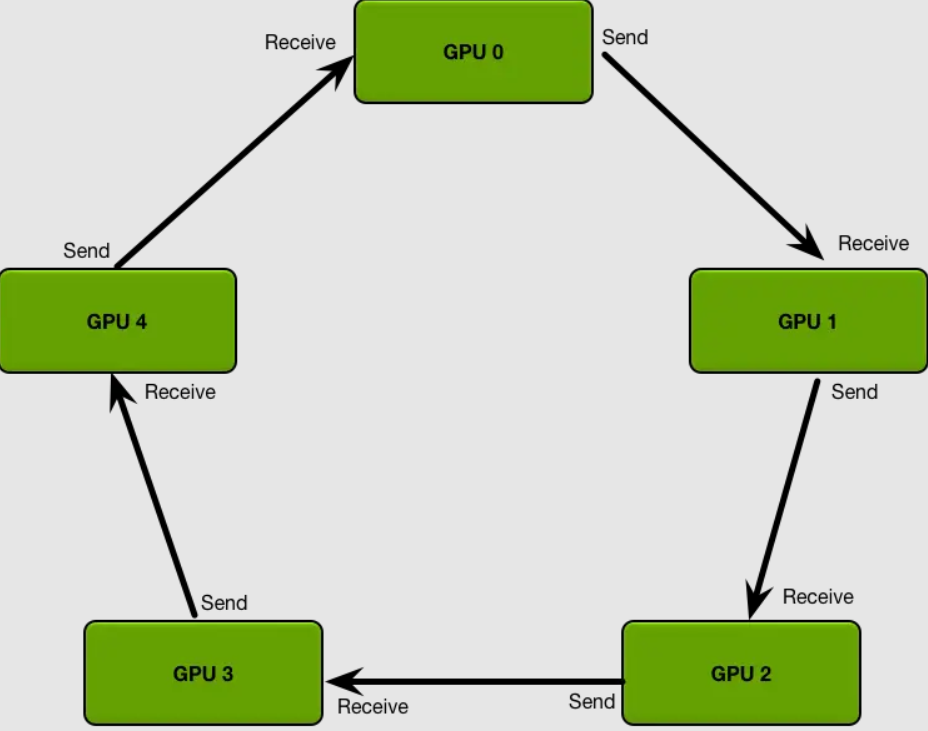 Receive
GPU 0
Send
Send
Receive
GPU 4
GPU 1
Receive
Send
Send
Receive
GPU 3
GPU 2
Receive
Send